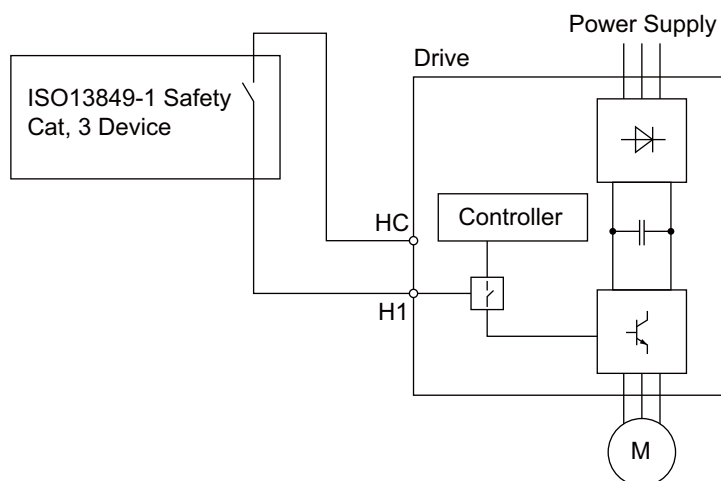 Power Supply
Drive
ISO13849-1 Safety
Cat, 3 Device
HC
Controller
H1
M